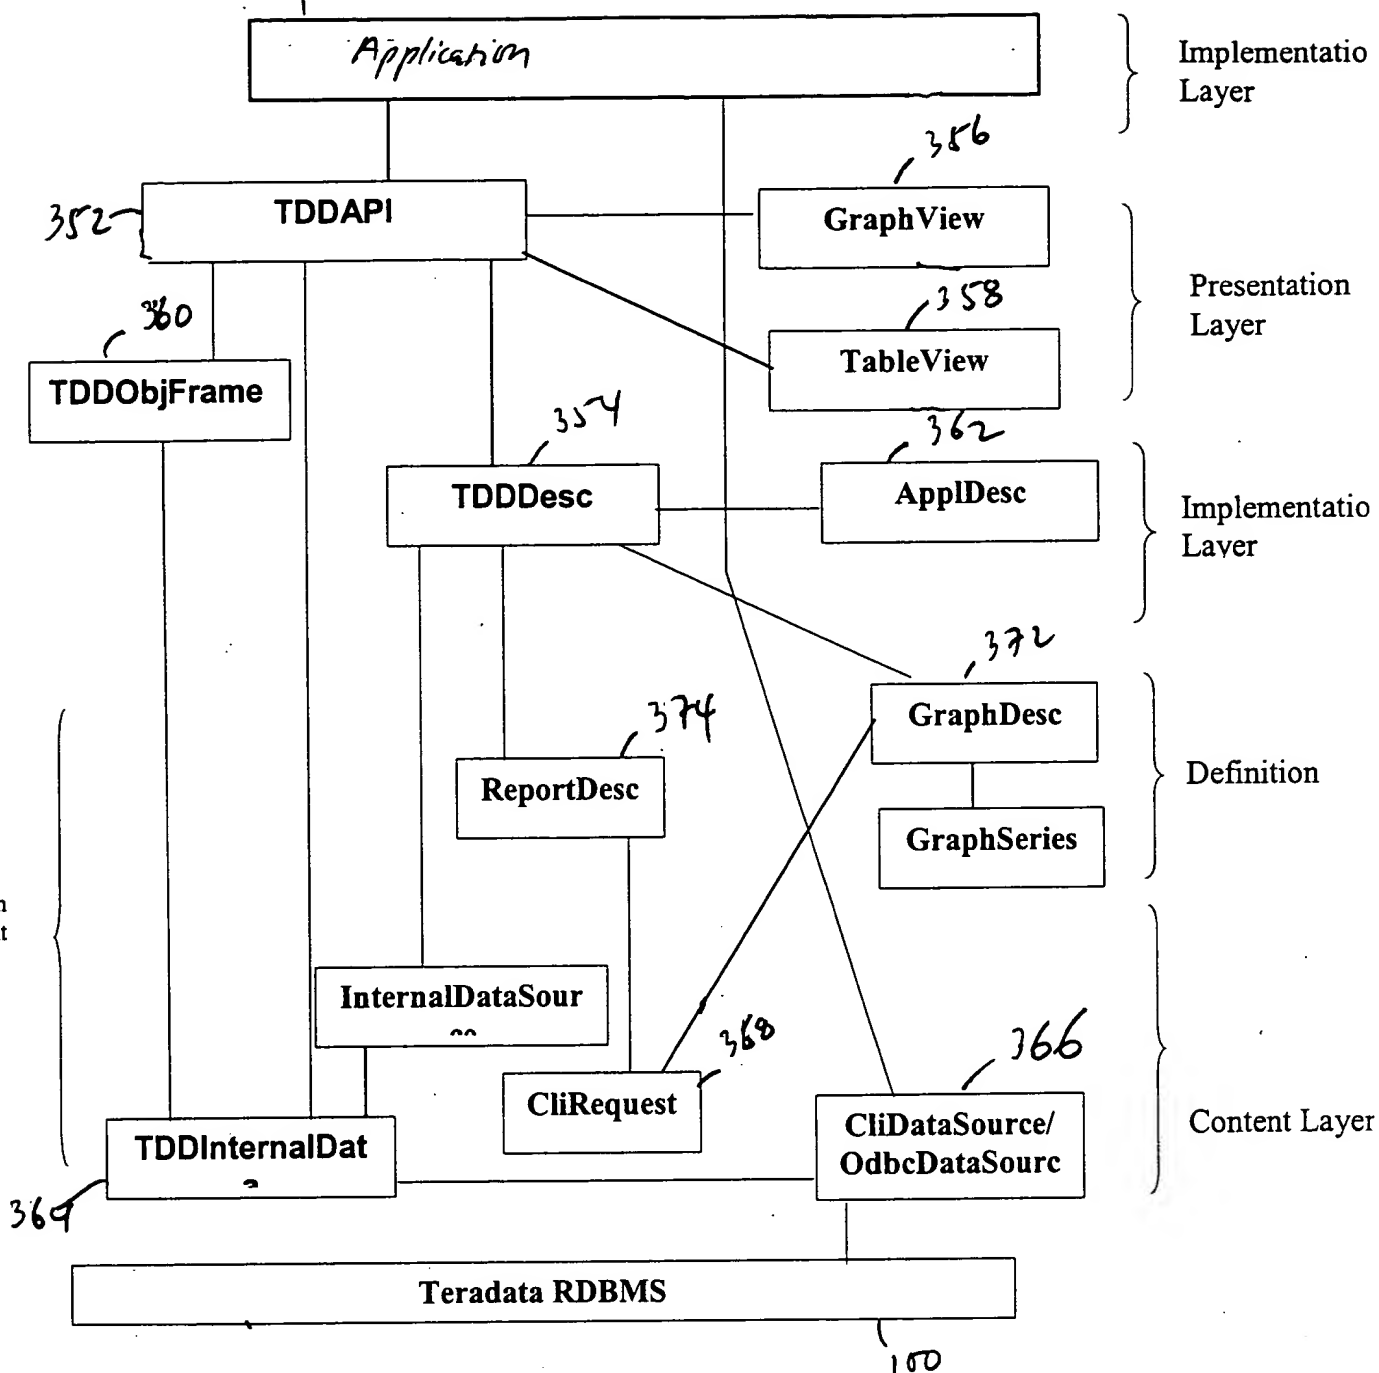 Application
Implementatio
Layer
356
352
TDDAPI
GraphView
358
Presentation
Layer
360
TDDObjFrame
TableView
354
362
TDDDesc
ApplDesc
Implementatio
Layer
372
374
GraphDesc
Definition
ReportDesc
GraphSeries
InternalDataSour
368
366
CliRequest
CliDataSource/
OdbcDataSourc
Content Layer
TDDInternalDat
364
Teradata RDBMS
100